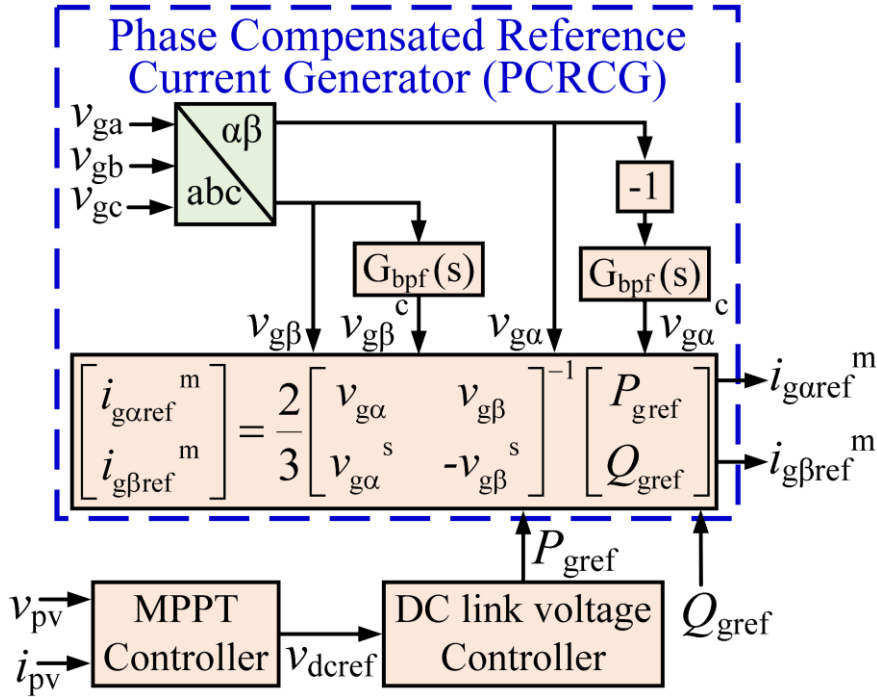 Phase Compensated Reference
Current Generator (PCRCG)
v_ga
v_gb
v_gc
αβ
abc
-1
G_bpf(s)
G_bpf(s)
v_gβ
v_gβ^c
v_gα
v_gα^c
[i_gαref^m; i_gβref^m] = 2/3 [v_gα v_gβ; v_gα^s -v_gβ^s]^−1 [P_gref; Q_gref]
i_gαref^m
i_gβref^m
P_gref
Q_gref
v_pv
i_pv
MPPT
Controller
v_dcref
DC link voltage
Controller